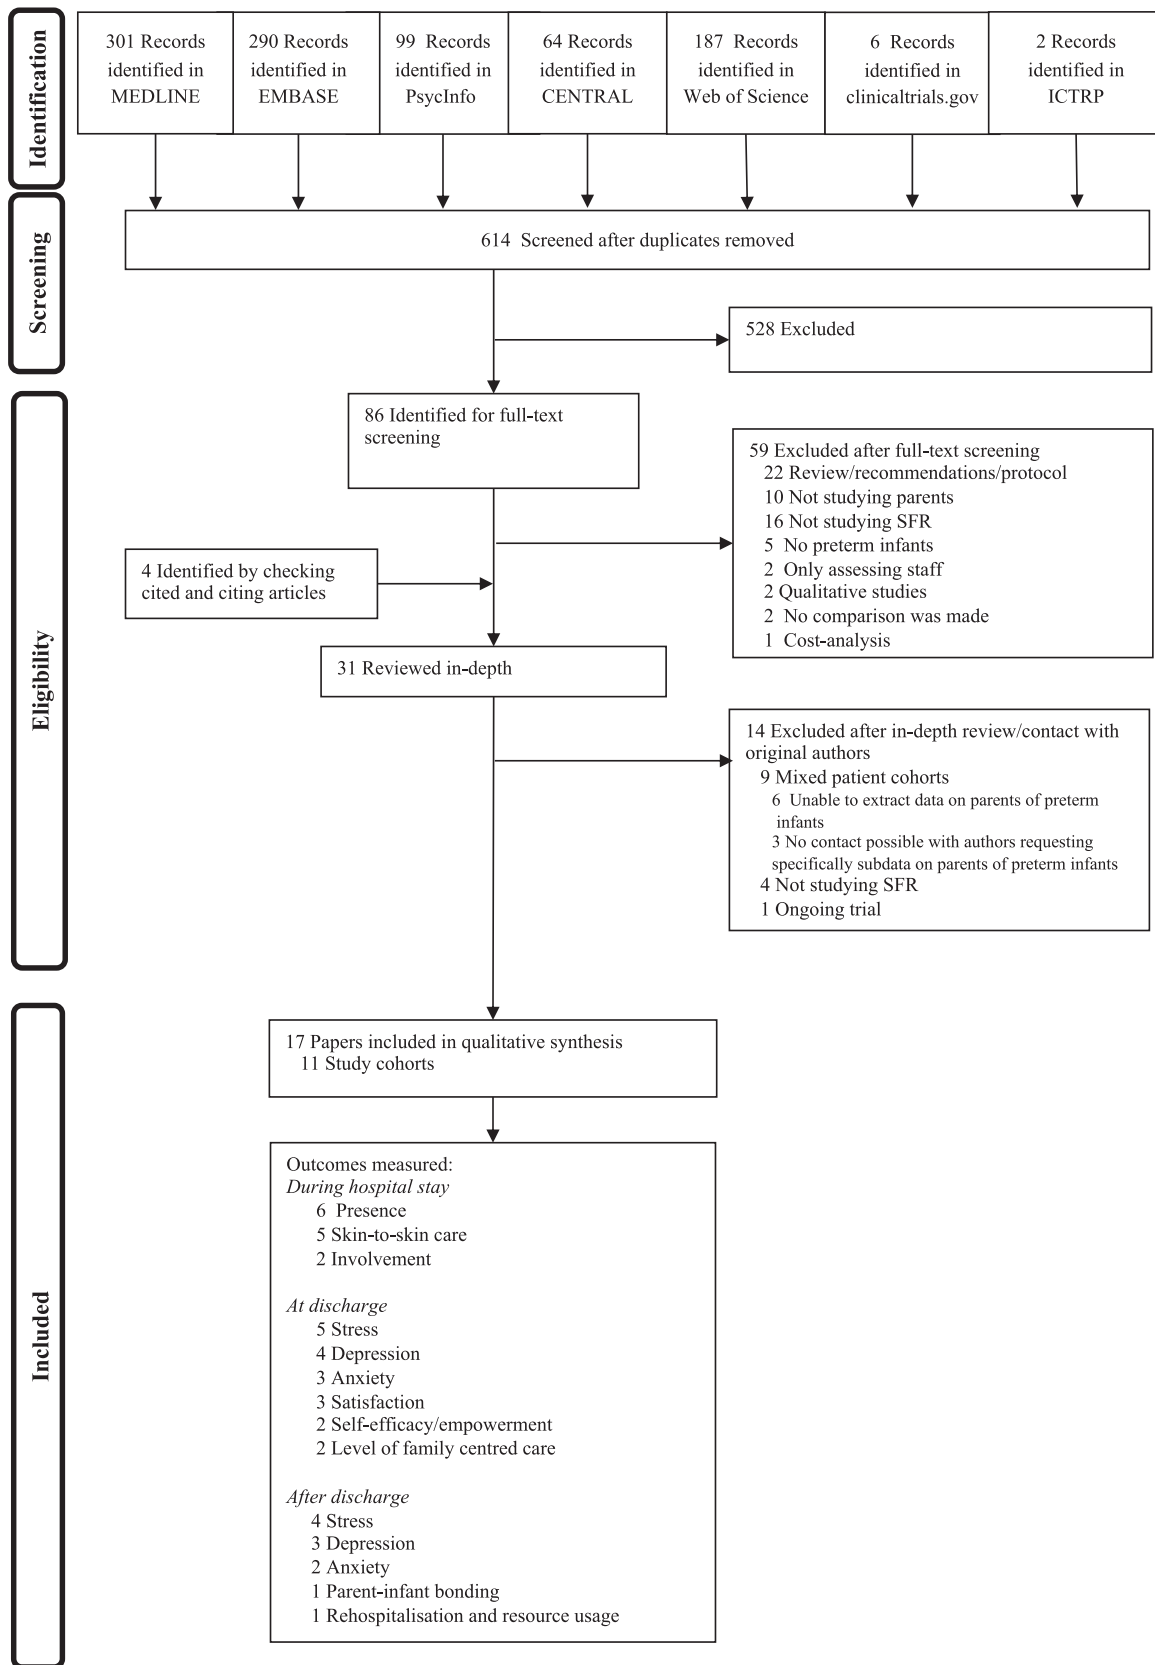 Identification
301 Records
identified in
MEDLINE
290 Records
identified in
EMBASE
99 Records
identified in
PsycInfo
64 Records
identified in
CENTRAL
187 Records
identified in
Web of Science
6 Records
identified in
clinicaltrials.gov
2 Records
identified in
ICTRP
Screening
614 Screened after duplicates removed
528 Excluded
Eligibility
86 Identified for full-text
screening
59 Excluded after full-text screening
22 Review/recommendations/protocol
10 Not studying parents
16 Not studying SFR
5 No preterm infants
2 Only assessing staff
2 Qualitative studies
2 No comparison was made
1 Cost-analysis
4 Identified by checking
cited and citing articles
31 Reviewed in-depth
14 Excluded after in-depth review/contact with
original authors
9 Mixed patient cohorts
6 Unable to extract data on parents of preterm
infants
3 No contact possible with authors requesting
specifically subdata on parents of preterm infants
4 Not studying SFR
1 Ongoing trial
Included
17 Papers included in qualitative synthesis
11 Study cohorts
Outcomes measured:
During hospital stay
6 Presence
5 Skin-to-skin care
2 Involvement
At discharge
5 Stress
4 Depression
3 Anxiety
3 Satisfaction
2 Self-efficacy/empowerment
2 Level of family centred care
After discharge
4 Stress
3 Depression
2 Anxiety
1 Parent-infant bonding
1 Rehospitalisation and resource usage